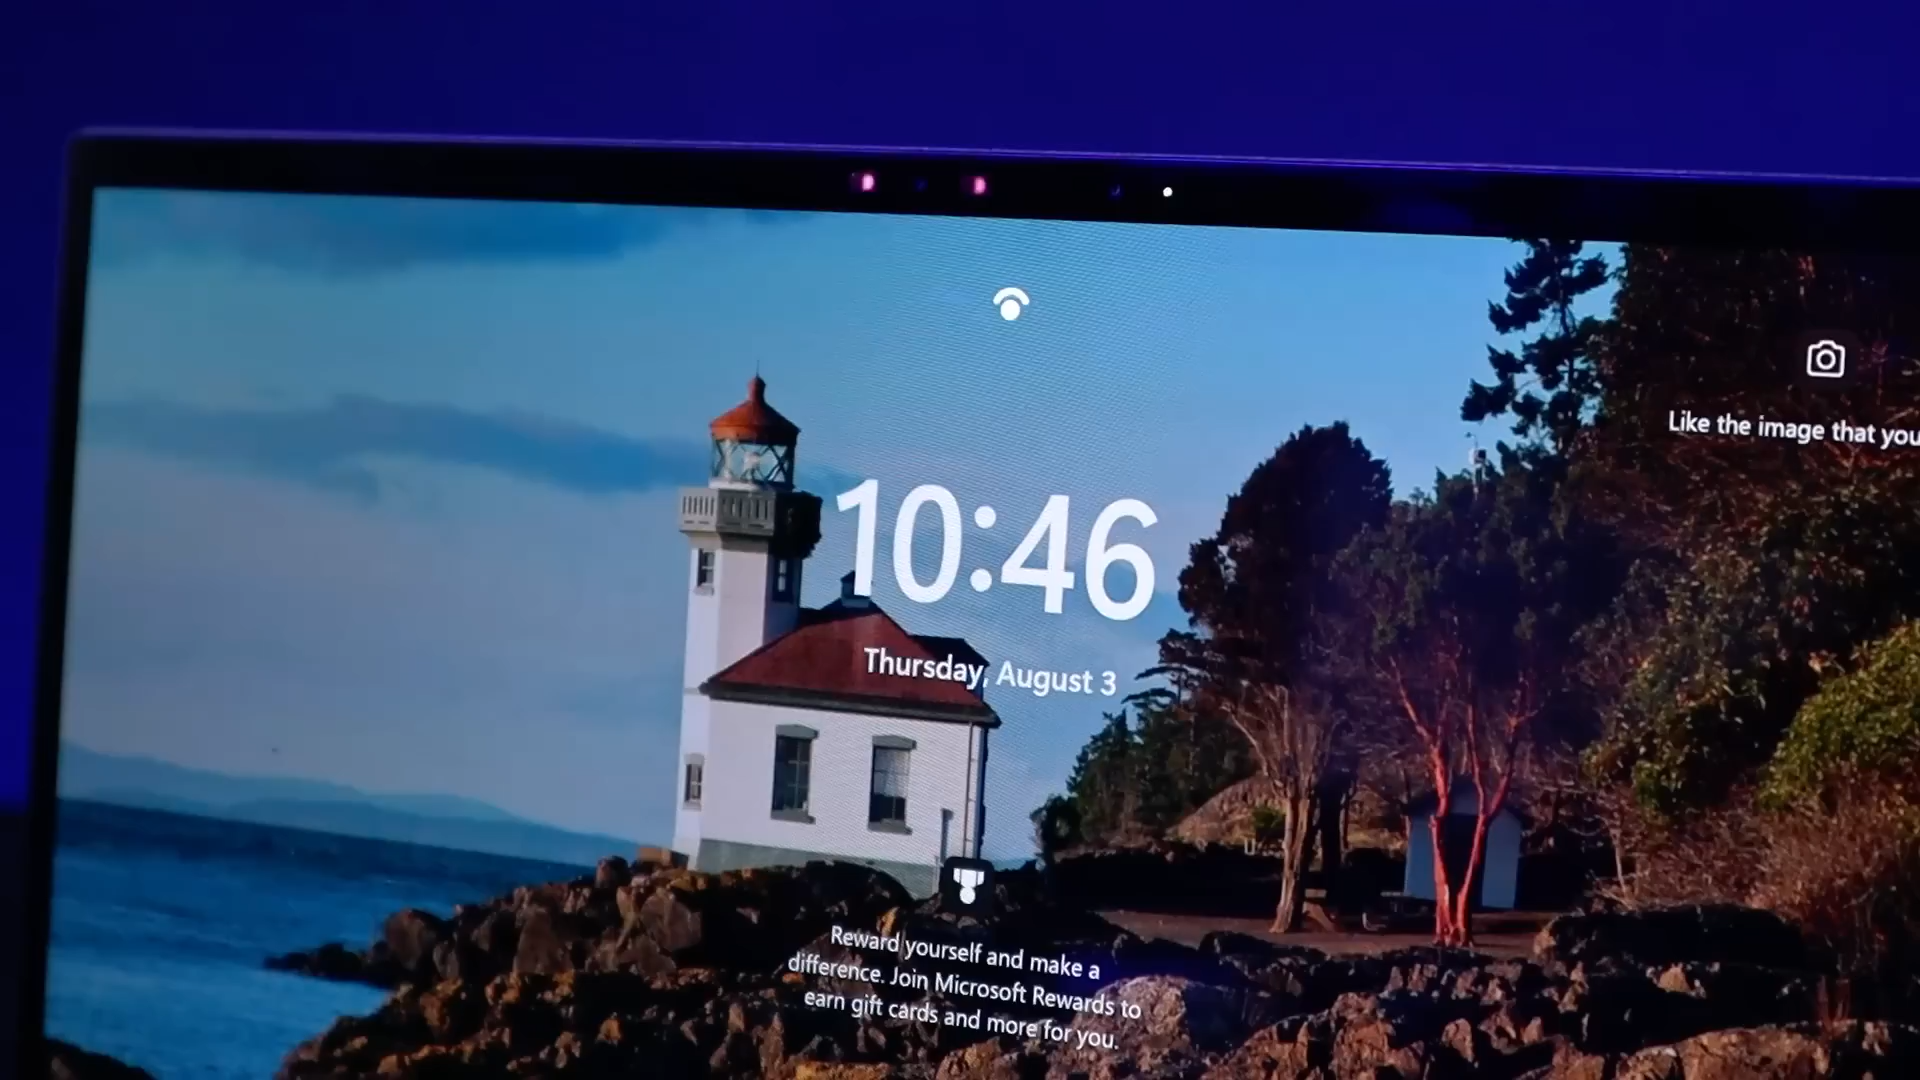 Like the image that you
10:46
Thursday, August 3
Reward yourself and make a
difference. Join Microsoft Rewards to
earn gift cards and more for you.